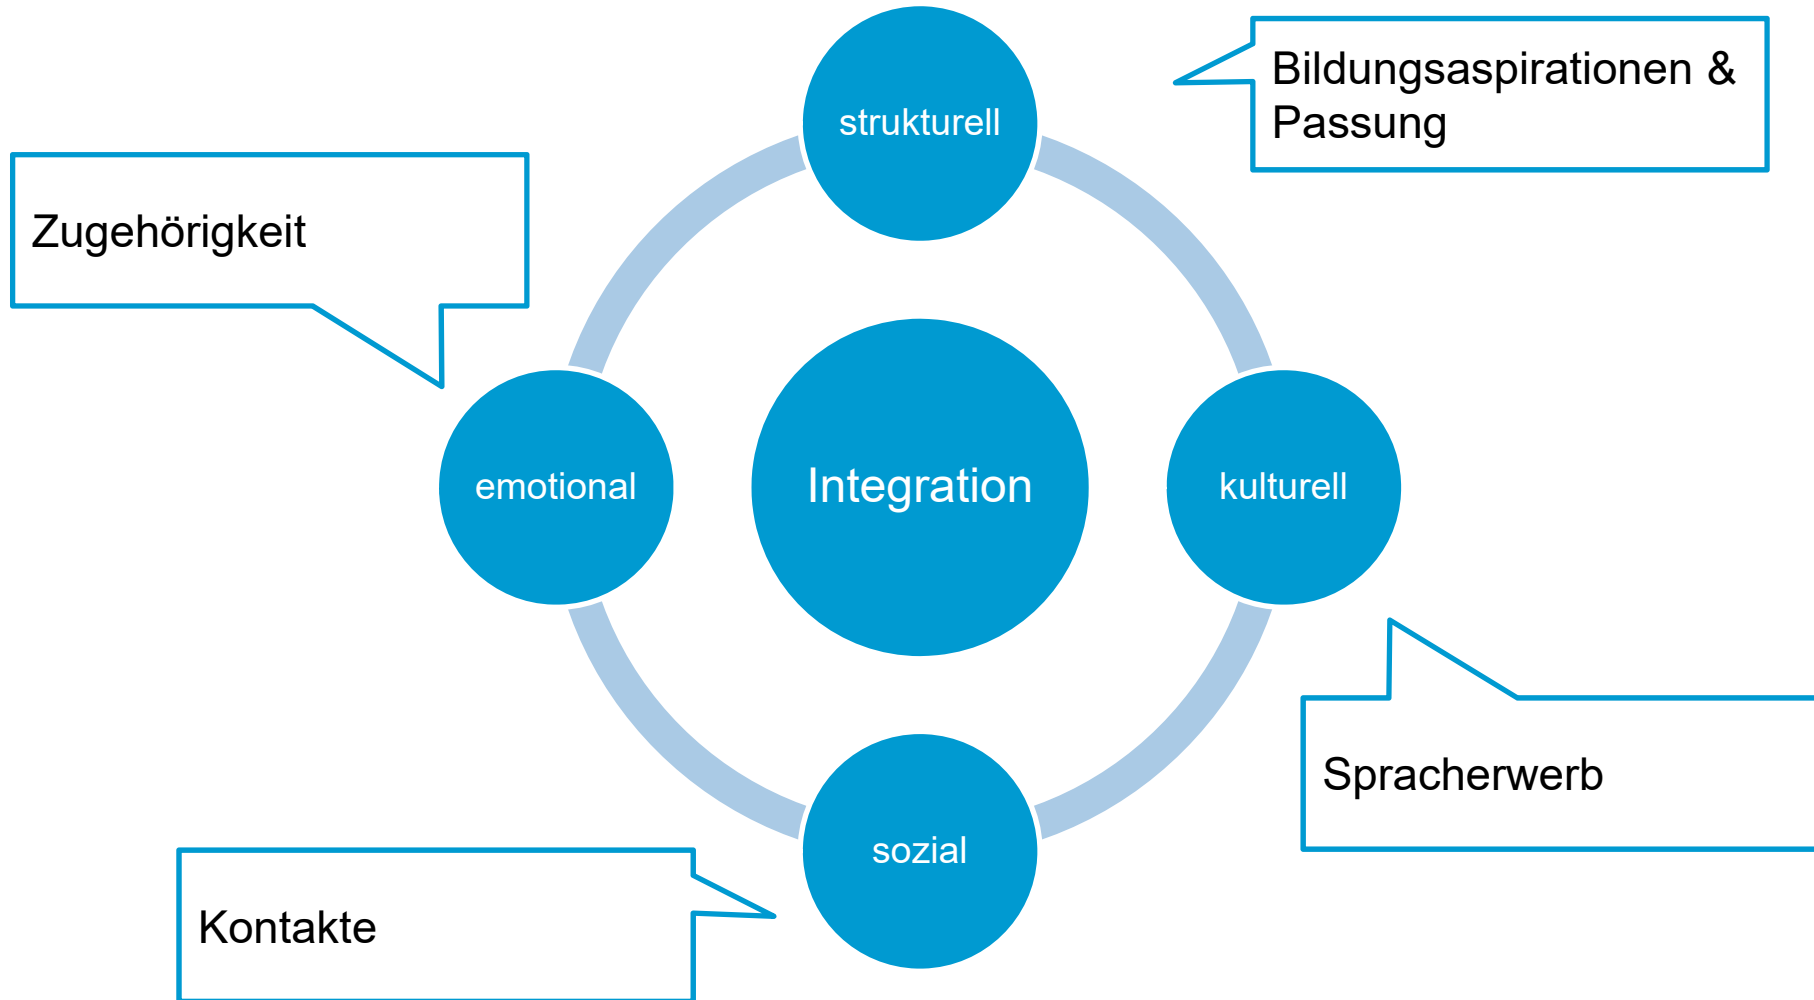 Bildungsaspirationen &
Passung
strukturell
Zugehörigkeit
emotional
Integration
kulturell
Spracherwerb
sozial
Kontakte